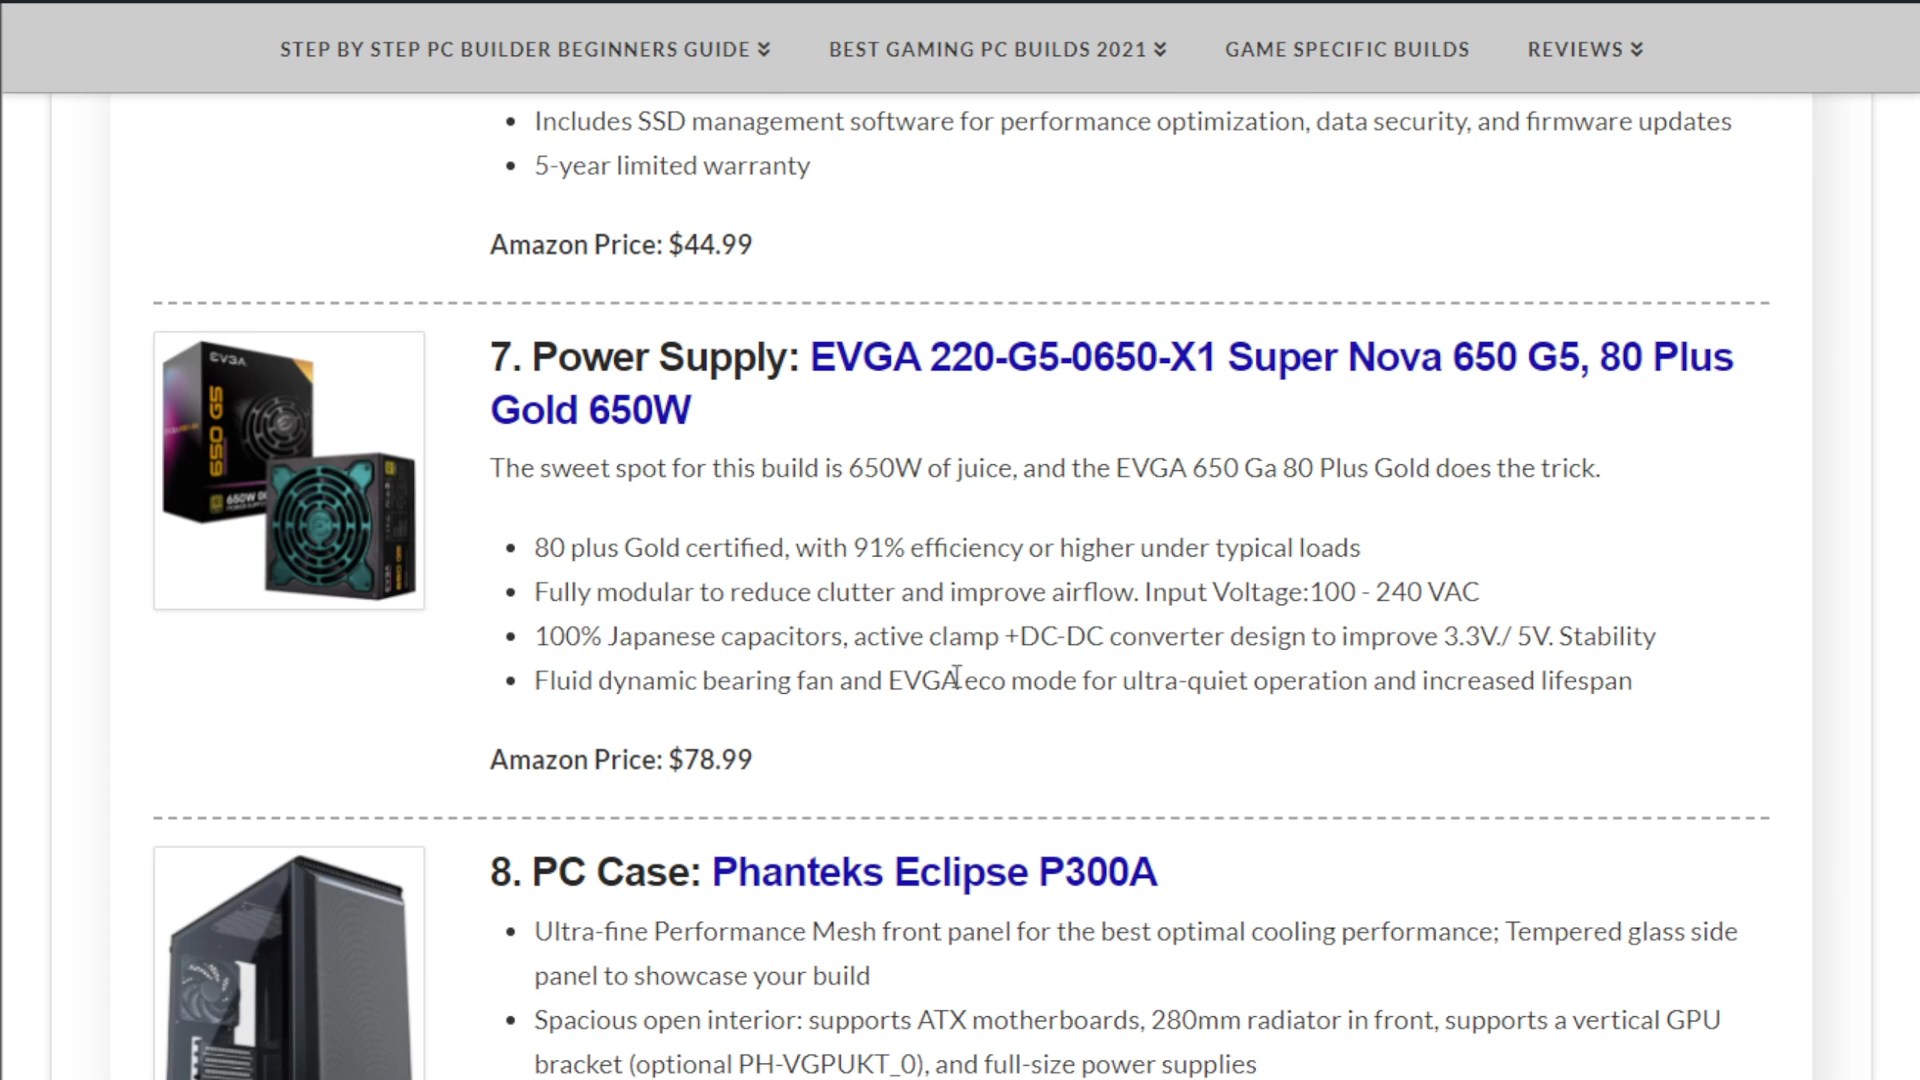 STEP BY STEP PC BUILDER BEGINNERS GUIDE BEST GAMING PC BUILDS 2021 GAME SPECIFIC BUILDS REVIEWS
• Includes SSD management software for performance optimization, data security, and firmware updates
• 5-year limited warranty
Amazon Price: $44.99
EVGA
650 G5
650W
7. Power Supply: EVGA 220-G5-0650-X1 Super Nova 650 G5, 80 Plus
Gold 650W
The sweet spot for this build is 650W of juice, and the EVGA 650 Ga 80 Plus Gold does the trick.
• 80 plus Gold certified, with 91% efficiency or higher under typical loads
• Fully modular to reduce clutter and improve airflow. Input Voltage:100 - 240 VAC
• 100% Japanese capacitors, active clamp +DC-DC converter design to improve 3.3V./ 5V. Stability
• Fluid dynamic bearing fan and EVGA eco mode for ultra-quiet operation and increased lifespan
Amazon Price: $78.99
8. PC Case: Phanteks Eclipse P300A
• Ultra-fine Performance Mesh front panel for the best optimal cooling performance; Tempered glass side
panel to showcase your build
• Spacious open interior: supports ATX motherboards, 280mm radiator in front, supports a vertical GPU
bracket (optional PH-VGPUKT_0), and full-size power supplies